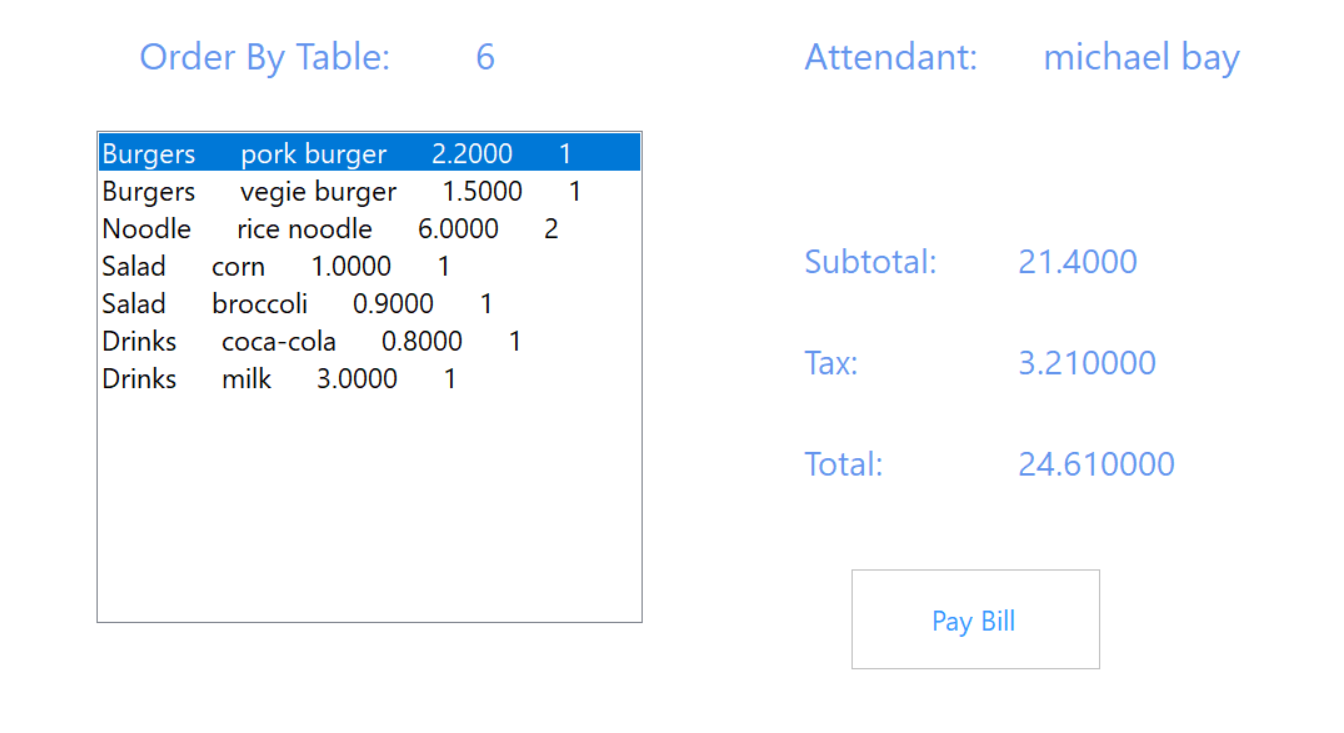 Order By Table: 6 Attendant: michael bay
Burgers pork burger 2.2000 1
Burgers vegie burger 1.5000 1
Noodle rice noodle 6.0000 2
Salad corn 1.0000 1
Salad broccoli 0.9000 1
Drinks coca-cola 0.8000 1
Drinks milk 3.0000 1
Subtotal: 21.4000
Tax: 3.210000
Total: 24.610000
Pay Bill